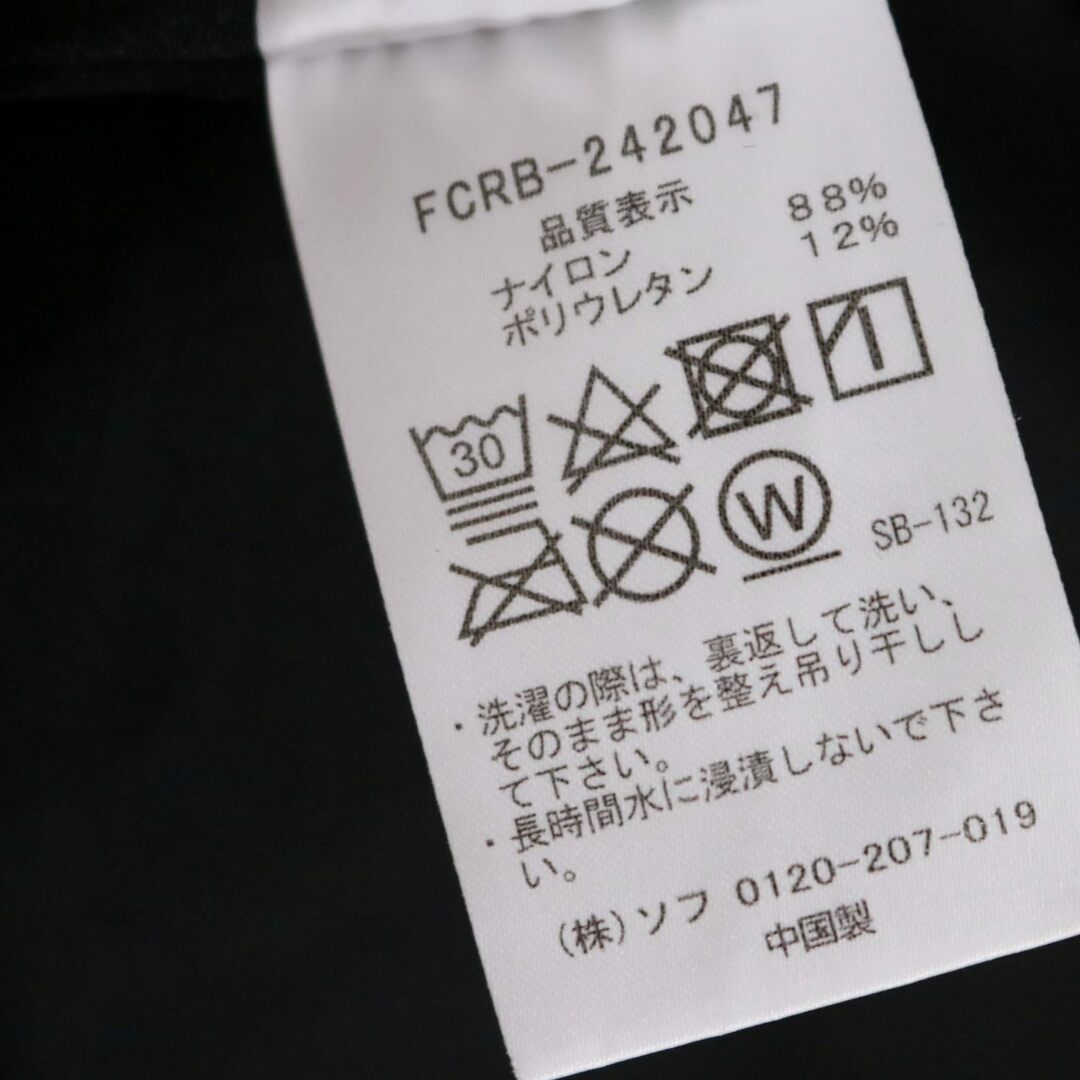 FCRB-242047
品質表示
ナイロン 88%
ポリウレタン 12%
30
W
SB-132
・洗濯の際は、裏返して洗い、
そのまま形を整え吊り干しし
て下さい。
・長時間水に浸漬しないで下さ
い。
(株)ソフ 0120-207-019
中国製